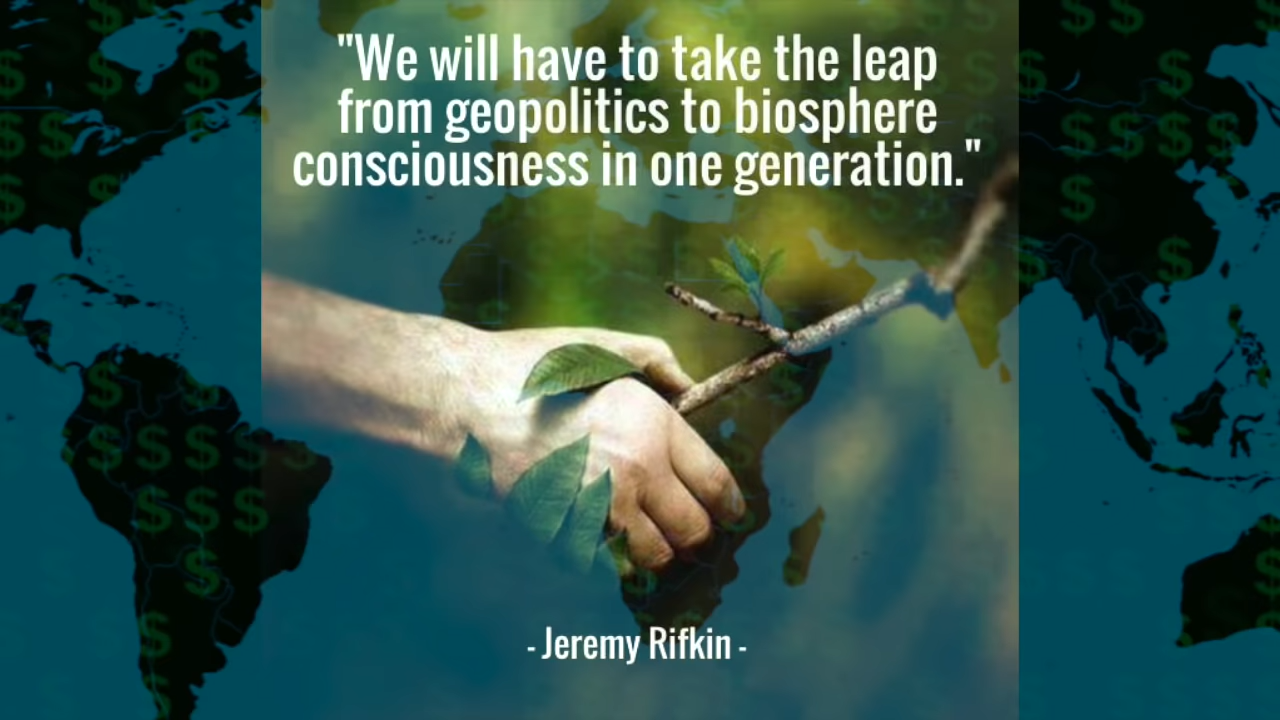 "We will have to take the leap
from geopolitics to biosphere
consciousness in one generation."
- Jeremy Rifkin -